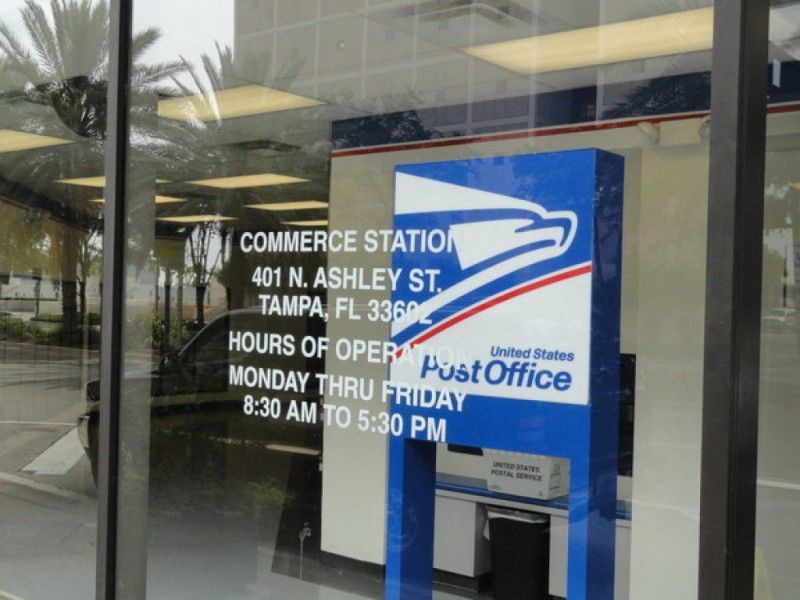 COMMERCE STATION
401 N. ASHLEY ST.
TAMPA, FL 33602
HOURS OF OPERATION
MONDAY THRU FRIDAY
8:30 AM TO 5:30 PM
United States
Post Office
UNITED STATES
POSTAL SERVICE